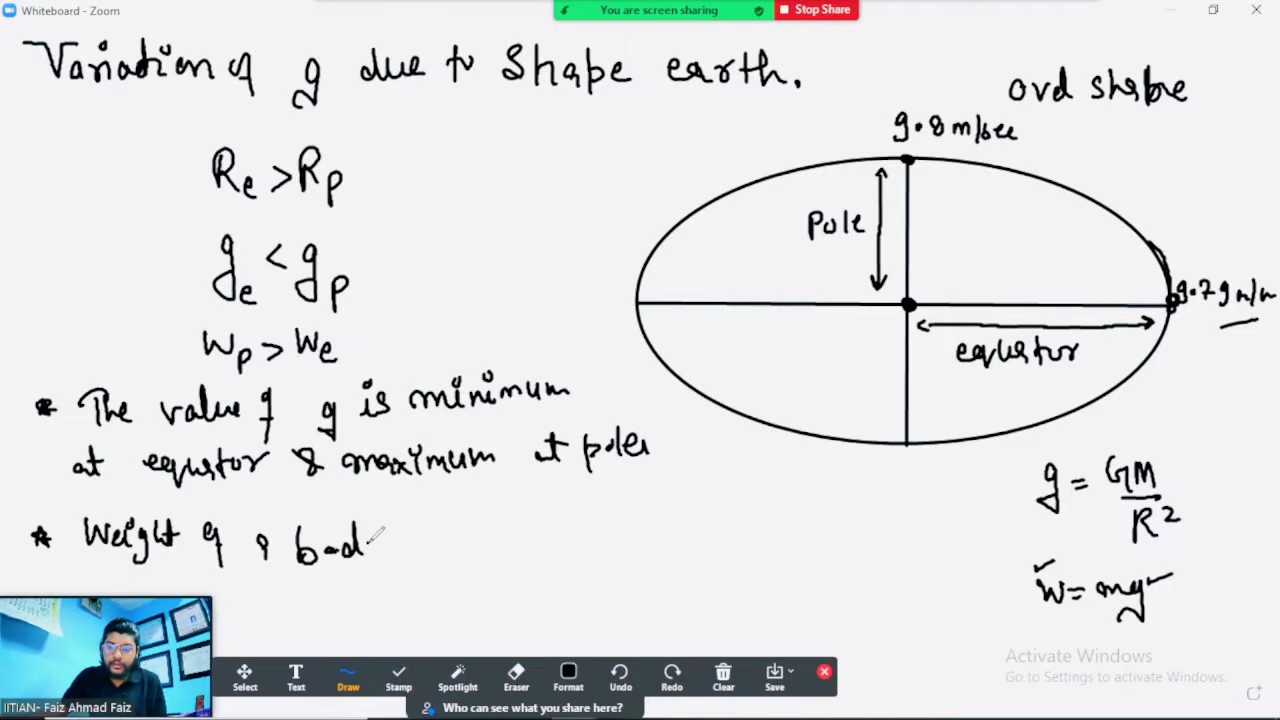 Whiteboard - Zoom
You are screen sharing
Stop Share
Variation of g due to Shape earth.
ovd shape
9.8 m/sec
Re > Rp
Pole
ge < gp
9.79 m/m
Wp > We
equator
* The value of g is minimum
at equator & maximum at poles
g = GM
R²
* Weight of a bod
w = mg
Activate Windows
Go to Settings to activate Windows.
Select
Text
Draw
Stamp
Spotlight
Eraser
Format
Undo
Redo
Clear
Save
IITIAN- Faiz Ahmad Faiz
Who can see what you share here?